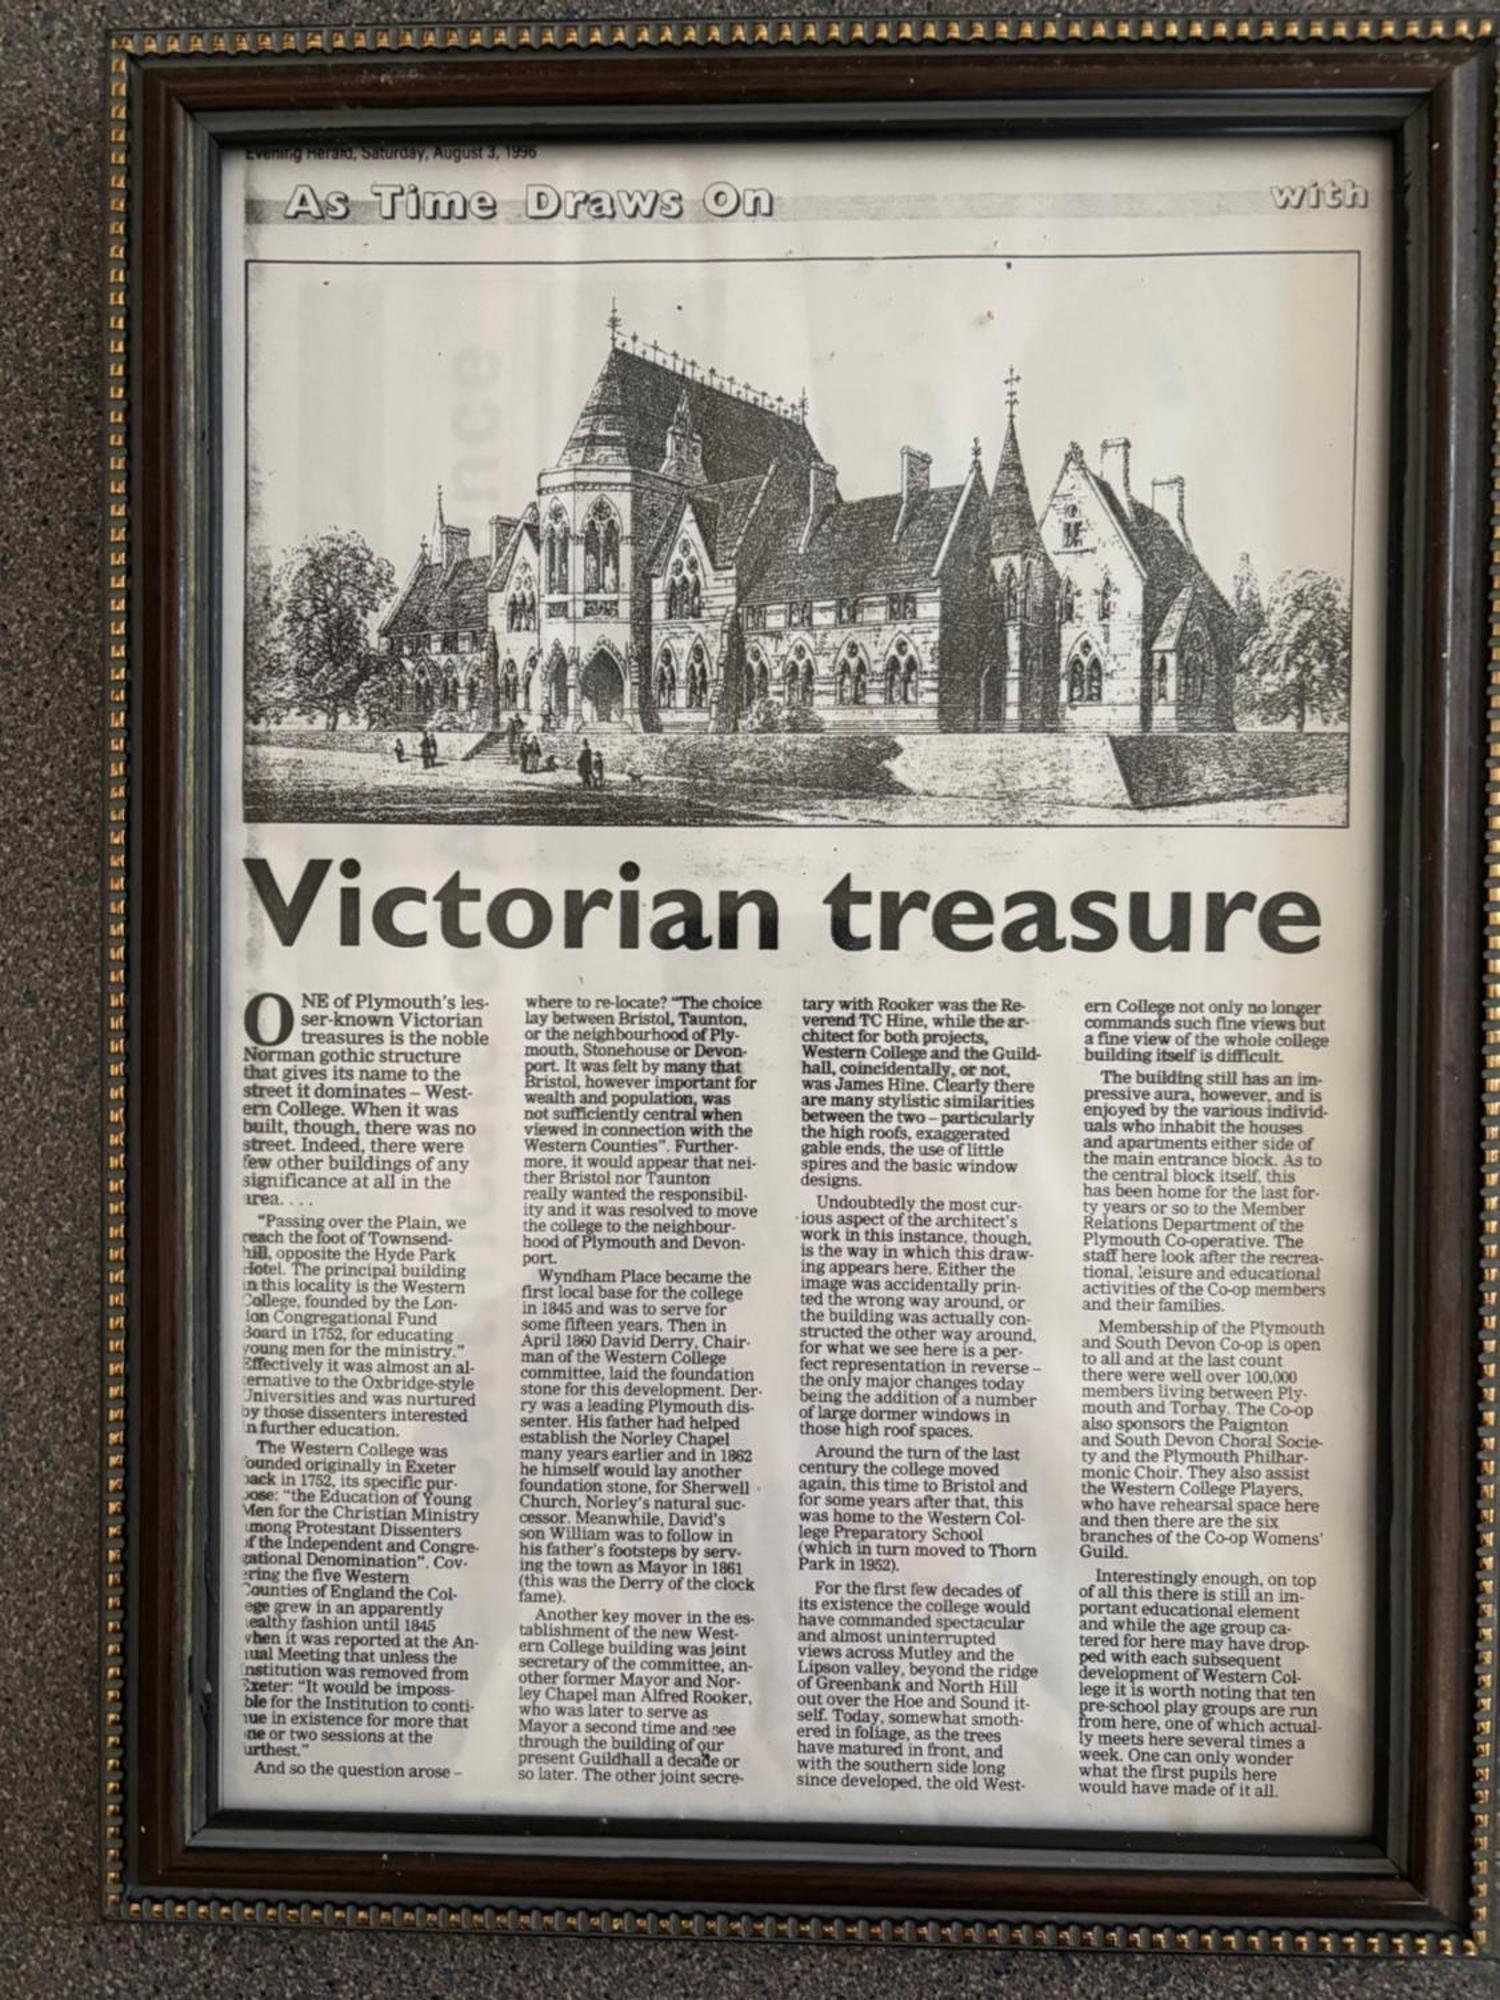 Evening Herald, Saturday, August 3, 1996
As Time Draws On
with
Victorian treasure
ONE of Plymouth's les-
ser-known Victorian
treasures is the noble
Norman gothic structure
that gives its name to the
street it dominates – West-
ern College. When it was
built, though, there was no
street. Indeed, there were
few other buildings of any
significance at all in the
area. . . .
"Passing over the Plain, we
reach the foot of Townsend-
hill, opposite the Hyde Park
Hotel. The principal building
in this locality is the Western
College, founded by the Lon-
don Congregational Fund
Board in 1752, for educating
young men for the ministry."
Effectively it was almost an al-
ternative to the Oxbridge-style
Universities and was nurtured
by those dissenters interested
in further education.
The Western College was
founded originally in Exeter
back in 1752, its specific pur-
pose: "the Education of Young
Men for the Christian Ministry
among Protestant Dissenters
of the Independent and Congre-
gational Denomination". Cov-
ering the five Western
Counties of England the Col-
lege grew in an apparently
healthy fashion until 1845
when it was reported at the An-
nual Meeting that unless the
Institution was removed from
Exeter: "It would be imposs-
ible for the Institution to conti-
nue in existence for more that
one or two sessions at the
furthest."
And so the question arose –
where to re-locate? "The choice
lay between Bristol, Taunton,
or the neighbourhood of Ply-
mouth, Stonehouse or Devon-
port. It was felt by many that
Bristol, however important for
wealth and population, was
not sufficiently central when
viewed in connection with the
Western Counties". Further-
more, it would appear that nei-
ther Bristol nor Taunton
really wanted the responsibil-
ity and it was resolved to move
the college to the neighbour-
hood of Plymouth and Devon-
port.
Wyndham Place became the
first local base for the college
in 1845 and was to serve for
some fifteen years. Then in
April 1860 David Derry, Chair-
man of the Western College
committee, laid the foundation
stone for this development. Der-
ry was a leading Plymouth dis-
senter. His father had helped
establish the Norley Chapel
many years earlier and in 1862
he himself would lay another
foundation stone, for Sherwell
Church, Norley's natural suc-
cessor. Meanwhile, David's
son William was to follow in
his father's footsteps by serv-
ing the town as Mayor in 1861
(this was the Derry of the clock
fame).
Another key mover in the es-
tablishment of the new West-
ern College building was joint
secretary of the committee, an-
other former Mayor and Nor-
ley Chapel man Alfred Rooker,
who was later to serve as
Mayor a second time and see
through the building of our
present Guildhall a decade or
so later. The other joint secre-
tary with Rooker was the Re-
verend TC Hine, while the ar-
chitect for both projects,
Western College and the Guild-
hall, coincidentally, or not,
was James Hine. Clearly there
are many stylistic similarities
between the two – particularly
the high roofs, exaggerated
gable ends, the use of little
spires and the basic window
designs.
Undoubtedly the most cur-
ious aspect of the architect's
work in this instance, though,
is the way in which this draw-
ing appears here. Either the
image was accidentally prin-
ted the wrong way around, or
the building was actually con-
structed the other way around,
for what we see here is a per-
fect representation in reverse –
the only major changes today
being the addition of a number
of large dormer windows in
those high roof spaces.
Around the turn of the last
century the college moved
again, this time to Bristol and
for some years after that, this
was home to the Western Col-
lege Preparatory School
(which in turn moved to Thorn
Park in 1952).
For the first few decades of
its existence the college would
have commanded spectacular
and almost uninterrupted
views across Mutley and the
Lipson valley, beyond the ridge
of Greenbank and North Hill
out over the Hoe and Sound it-
self. Today, somewhat smoth-
ered in foliage, as the trees
have matured in front, and
with the southern side long
since developed, the old West-
ern College not only no longer
commands such fine views but
a fine view of the whole college
building itself is difficult.
The building still has an im-
pressive aura, however, and is
enjoyed by the various individ-
uals who inhabit the houses
and apartments either side of
the main entrance block. As to
the central block itself, this
has been home for the last for-
ty years or so to the Member
Relations Department of the
Plymouth Co-operative. The
staff here look after the recrea-
tional, leisure and educational
activities of the Co-op members
and their families.
Membership of the Plymouth
and South Devon Co-op is open
to all and at the last count
there were well over 100,000
members living between Ply-
mouth and Torbay. The Co-op
also sponsors the Paignton
and South Devon Choral Socie-
ty and the Plymouth Philhar-
monic Choir. They also assist
the Western College Players,
who have rehearsal space here
and then there are the six
branches of the Co-op Womens'
Guild.
Interestingly enough, on top
of all this there is still an im-
portant educational element
and while the age group ca-
tered for here may have drop-
ped with each subsequent
development of Western Col-
lege it is worth noting that ten
pre-school play groups are run
from here, one of which actual-
ly meets here several times a
week. One can only wonder
what the first pupils here
would have made of it all.